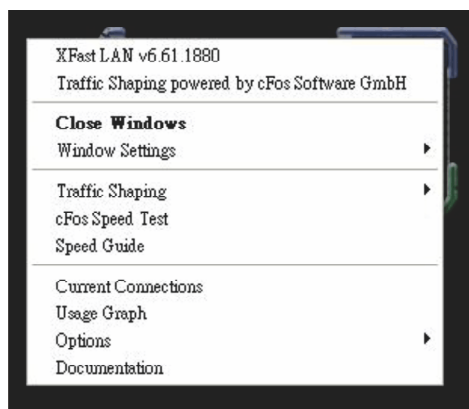 XFast LAN v6.61.1880
Traffic Shaping powered by cFos Software GmbH
Close Windows
Window Settings
Traffic Shaping
cFos Speed Test
Speed Guide
Current Connections
Usage Graph
Options
Documentation